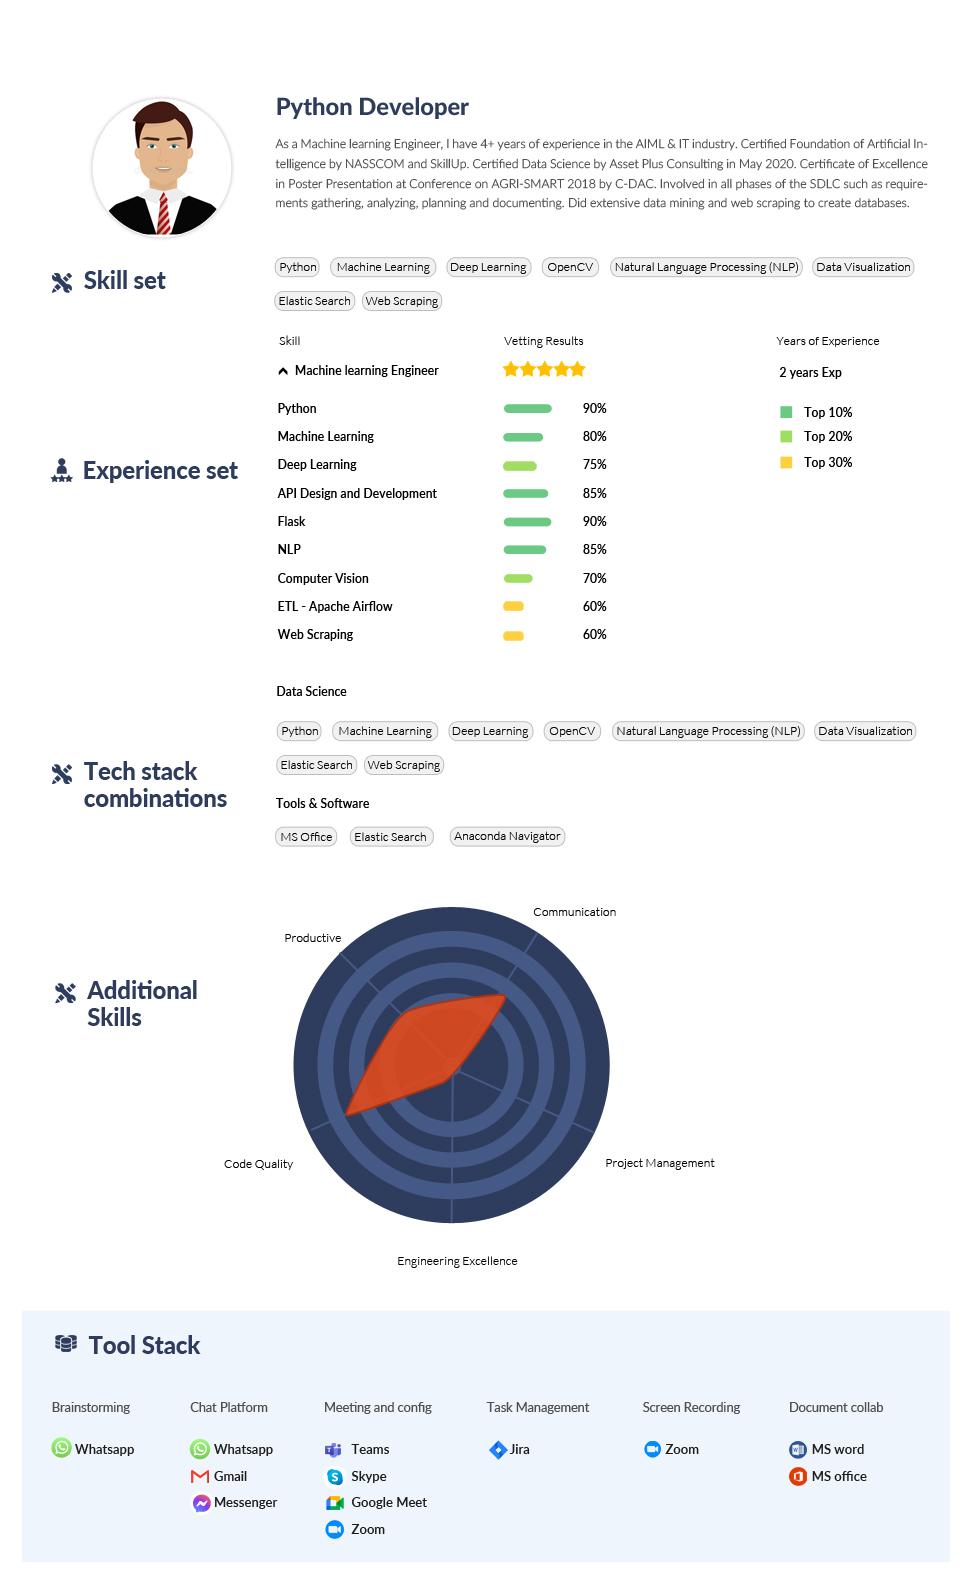 Python Developer
As a Machine learning Engineer, I have 4+ years of experience in the AIML & IT industry. Certified Foundation of Artificial In-
telligence by NASSCOM and SkillUp. Certified Data Science by Asset Plus Consulting in May 2020. Certificate of Excellence
in Poster Presentation at Conference on AGRI-SMART 2018 by C-DAC. Involved in all phases of the SDLC such as require-
ments gathering, analyzing, planning and documenting. Did extensive data mining and web scraping to create databases.
Skill set
Python Machine Learning Deep Learning OpenCV Natural Language Processing (NLP) Data Visualization
Elastic Search Web Scraping
Skill Vetting Results Years of Experience
Machine learning Engineer 2 years Exp
Experience set
Python 90% Top 10%
Machine Learning 80% Top 20%
Deep Learning 75% Top 30%
API Design and Development 85%
Flask 90%
NLP 85%
Computer Vision 70%
ETL - Apache Airflow 60%
Web Scraping 60%
Tech stack
combinations
Data Science
Python Machine Learning Deep Learning OpenCV Natural Language Processing (NLP) Data Visualization
Elastic Search Web Scraping
Tools & Software
MS Office Elastic Search Anaconda Navigator
Additional
Skills
Communication
Productive
Code Quality
Project Management
Engineering Excellence
Tool Stack
Brainstorming Chat Platform Meeting and config Task Management Screen Recording Document collab
Whatsapp Whatsapp Teams Jira Zoom MS word
Gmail Skype MS office
Messenger Google Meet
Zoom